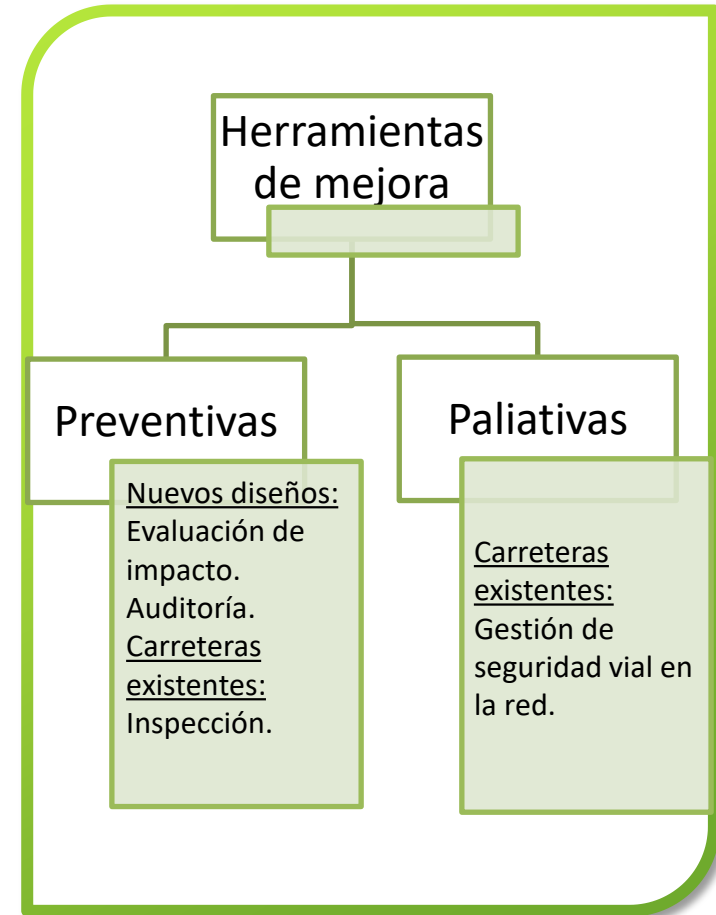 Herramientas
de mejora
Preventivas
Nuevos diseños:
Evaluación de
impacto.
Auditoría.
Carreteras
existentes:
Inspección.
Paliativas
Carreteras
existentes:
Gestión de
seguridad vial en
la red.